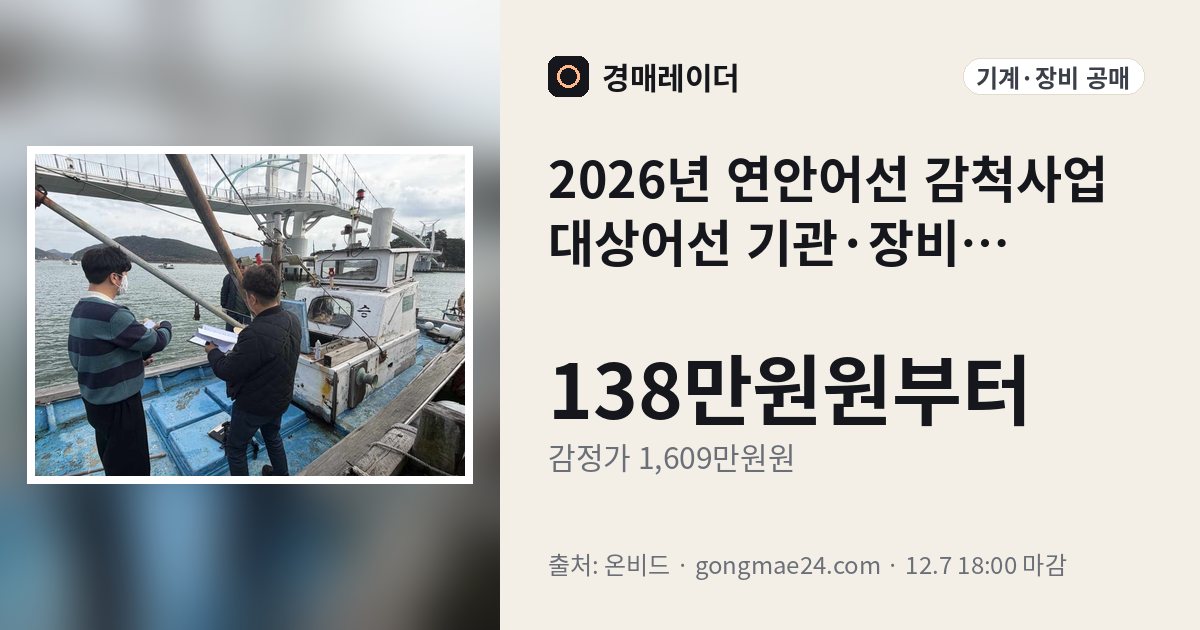 경매레이더
기계·장비 공매
2026년 연안어선 감척사업
대상어선 기관·장비…
138만원원부터
감정가 1,609만원원
출처: 온비드 · gongmae24.com · 12.7 18:00 마감
승